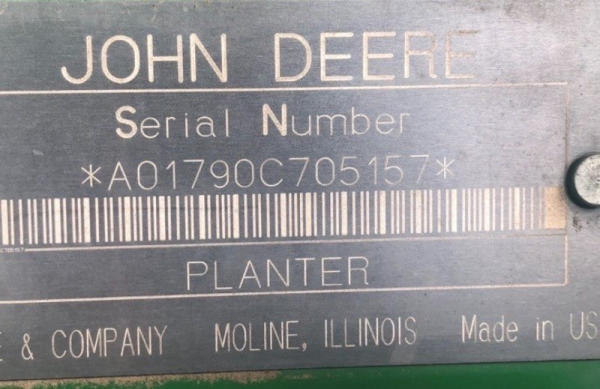 JOHN DEERE
Serial Number
*A01790C705157*
PLANTER
E & COMPANY MOLINE, ILLINOIS Made in US